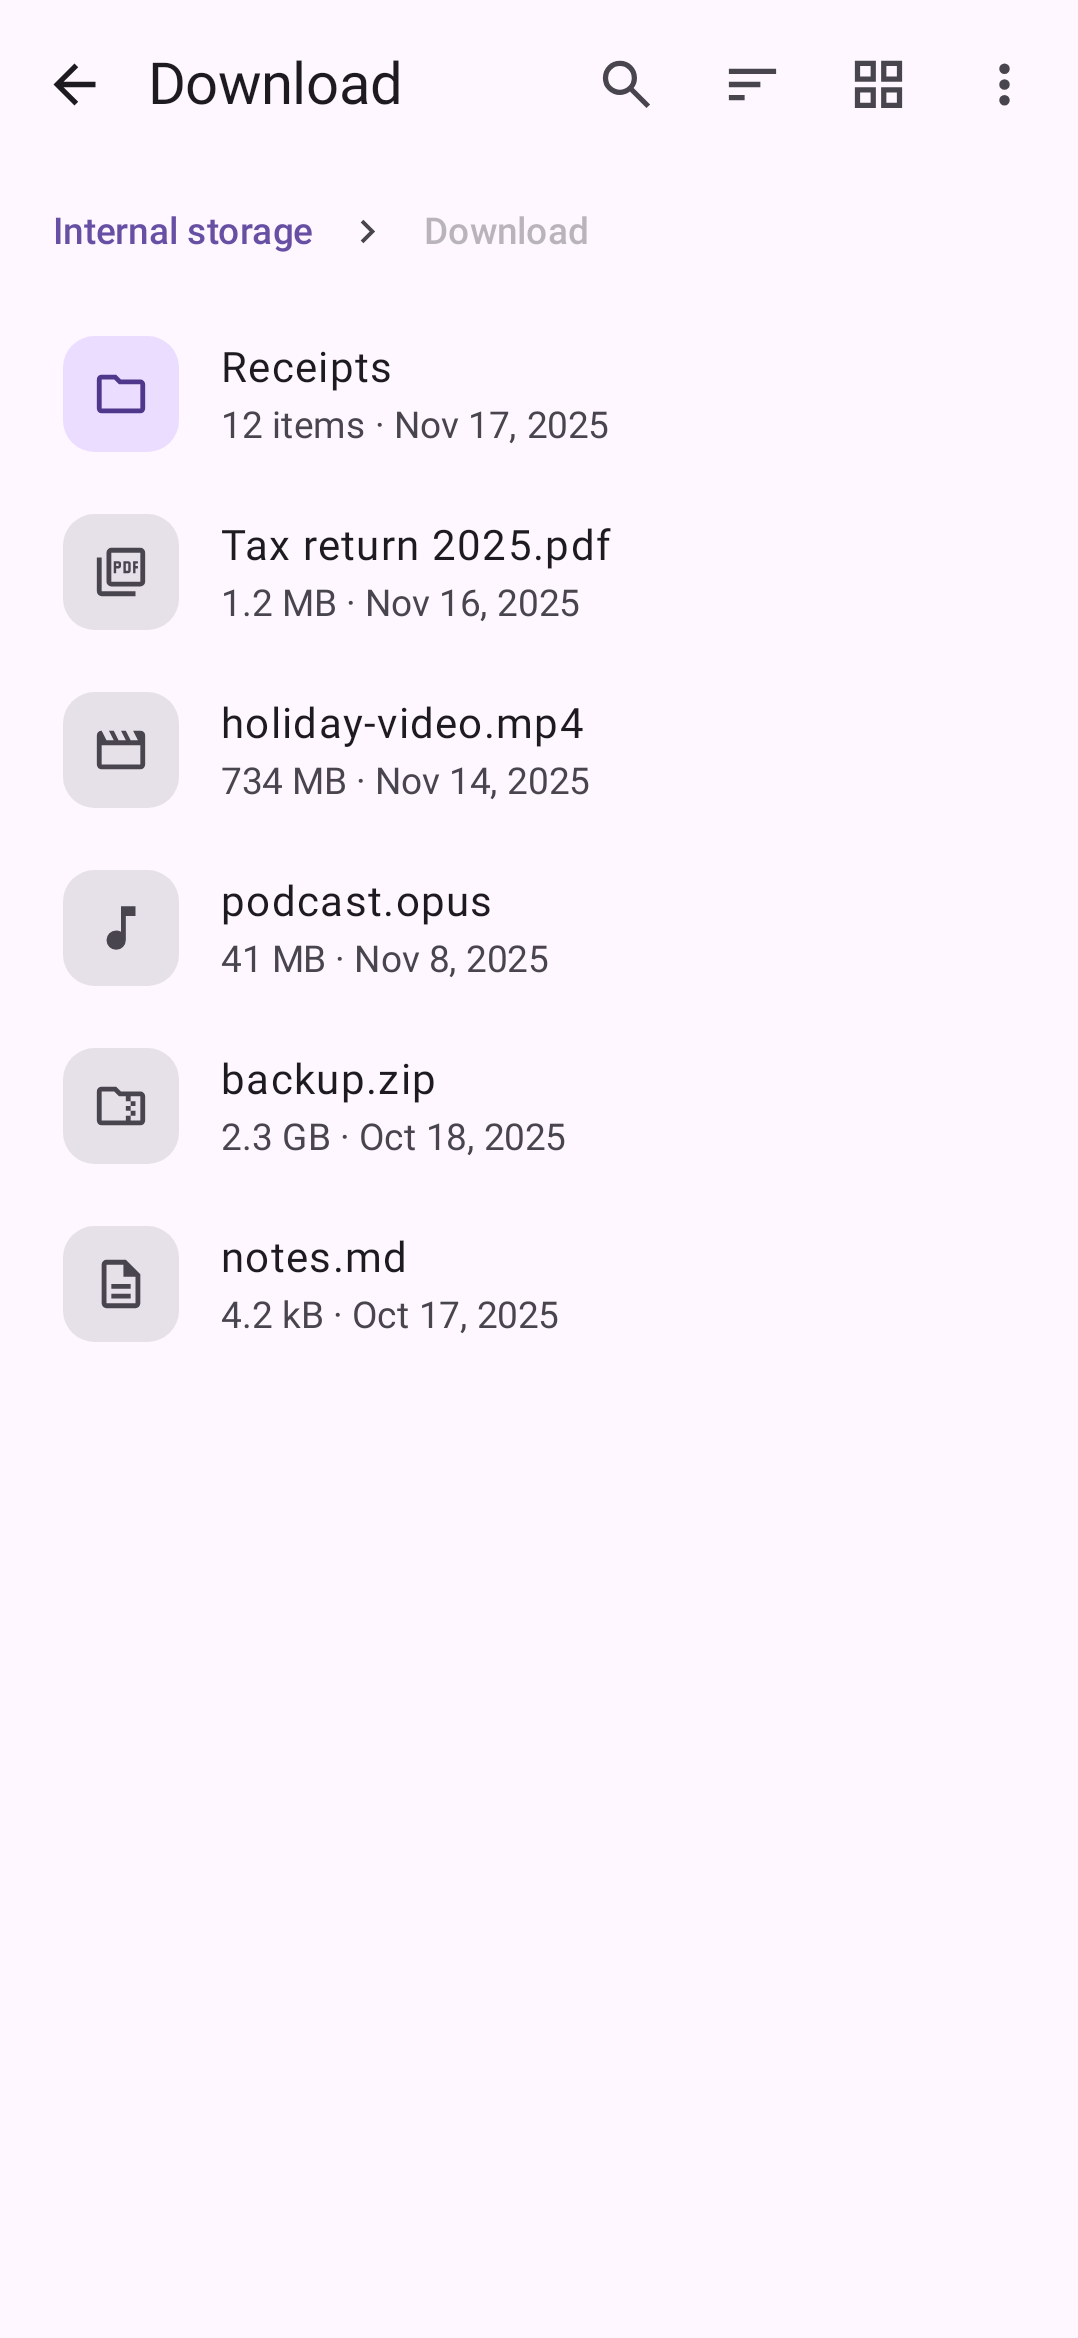 Download
Internal storage > Download
Receipts
12 items · Nov 17, 2025
Tax return 2025.pdf
1.2 MB · Nov 16, 2025
holiday-video.mp4
734 MB · Nov 14, 2025
podcast.opus
41 MB · Nov 8, 2025
backup.zip
2.3 GB · Oct 18, 2025
notes.md
4.2 kB · Oct 17, 2025
PDF